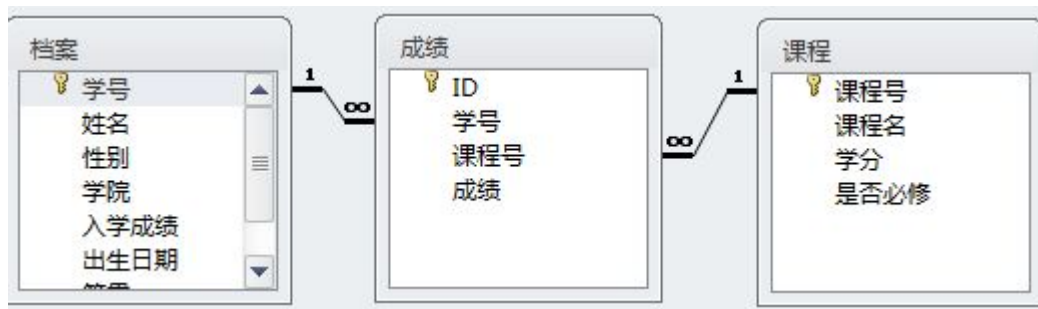 档案
学号
姓名
性别
学院
入学成绩
出生日期
1
∞
成绩
ID
学号
课程号
成绩
∞
1
课程
课程号
课程名
学分
是否必修